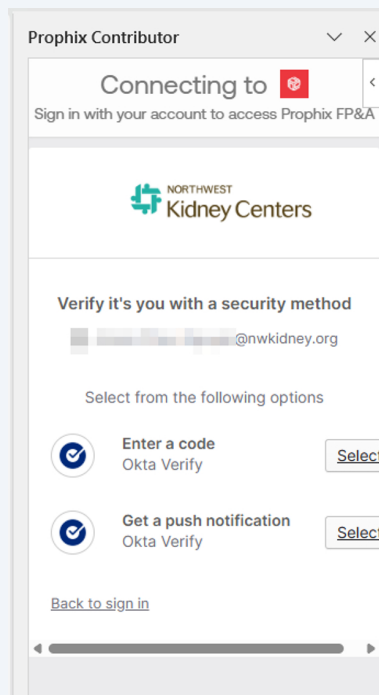 Prophix Contributor
Connecting to
Sign in with your account to access Prophix FP&A
NORTHWEST
Kidney Centers
Verify it's you with a security method
@nwkidney.org
Select from the following options
Enter a code
Okta Verify
Select
Get a push notification
Okta Verify
Select
Back to sign in